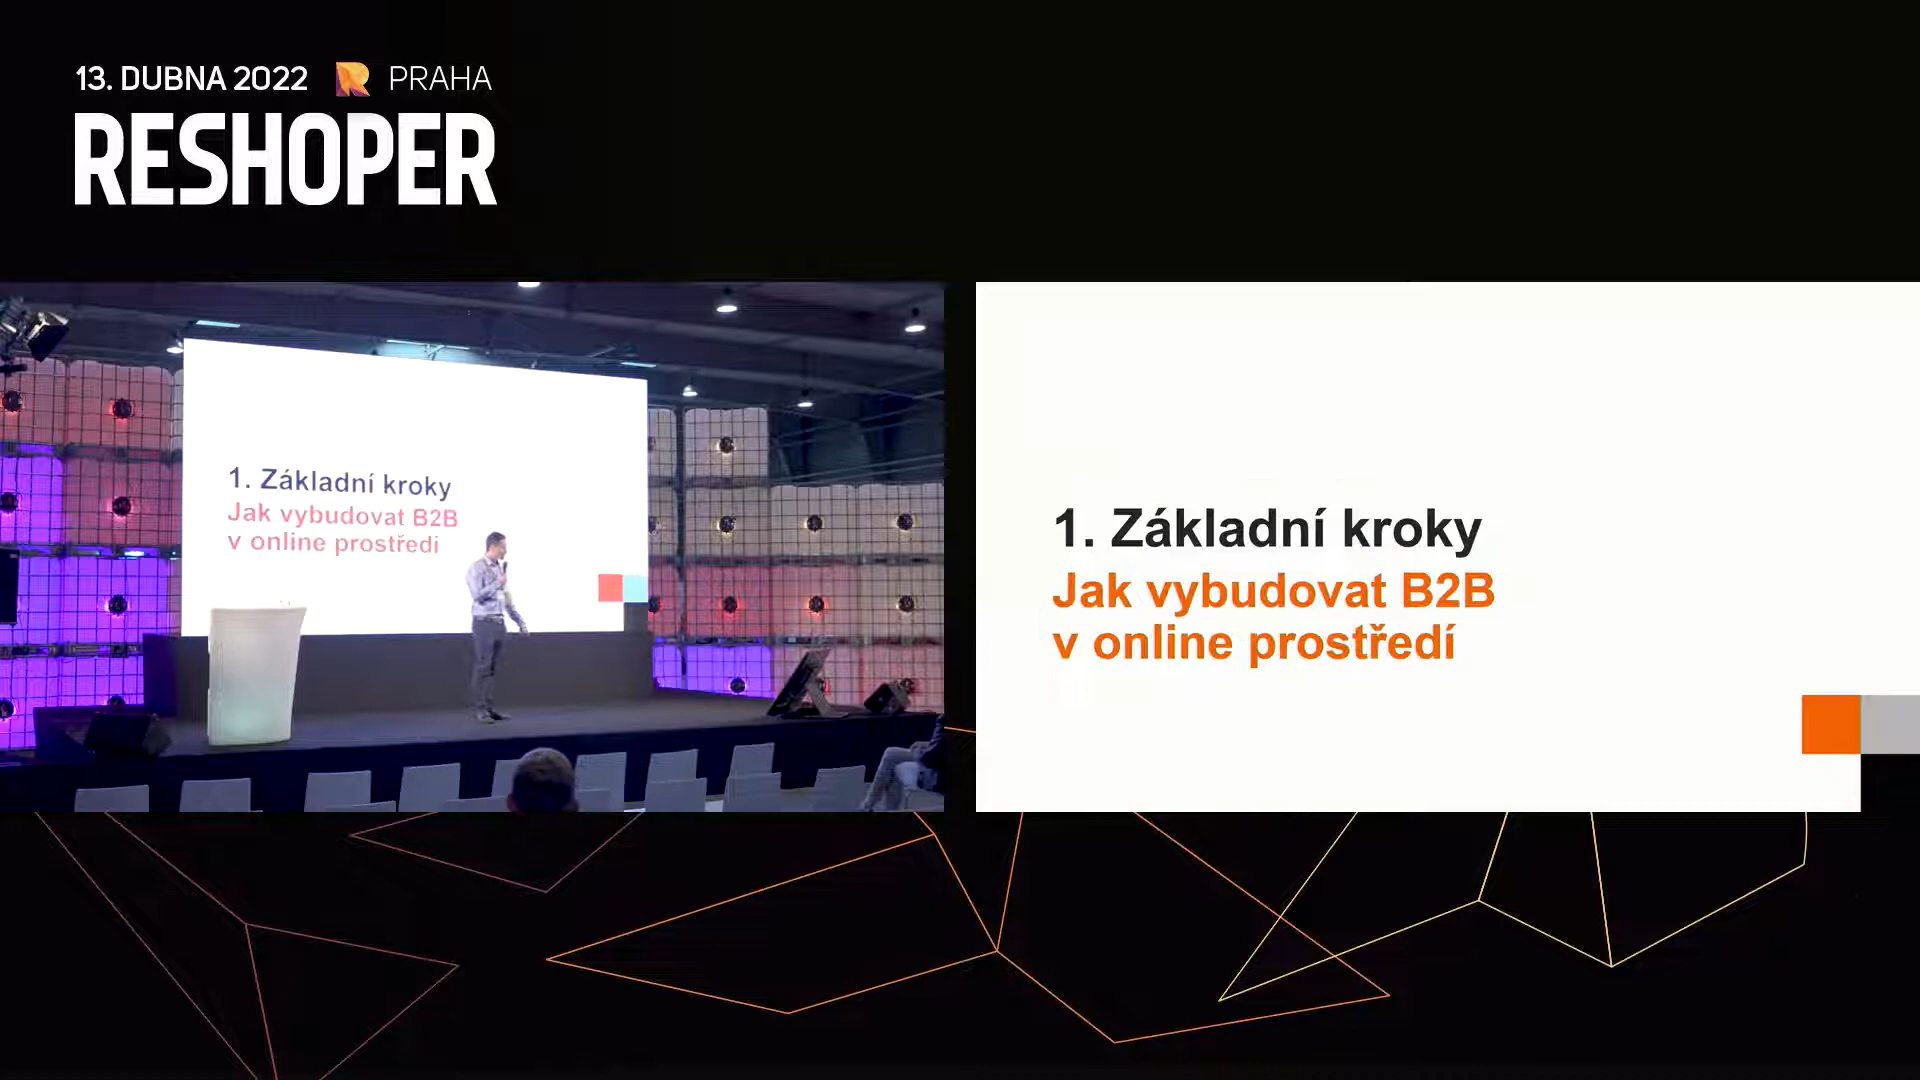 13. DUBNA 2022 PRAHA
RESHOPER
1. Základní kroky
Jak vybudovat B2B
v online prostředí
1. Základní kroky
Jak vybudovat B2B
v online prostředí